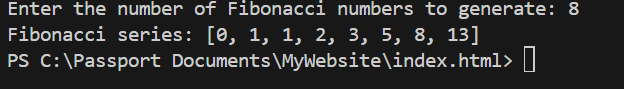 Enter the number of Fibonacci numbers to generate: 8
Fibonacci series: [0, 1, 1, 2, 3, 5, 8, 13]
PS C:\Passport Documents\MyWebsite\index.html>